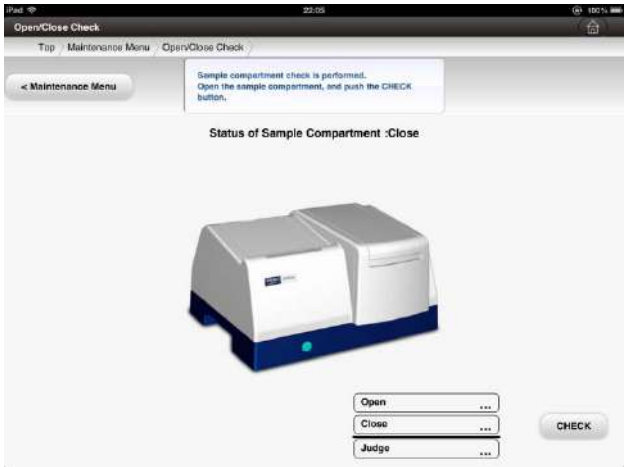 iPad 22:05 100%
Open/Close Check
Top Maintenance Menu Open/Close Check
< Maintenance Menu
Sample compartment check is performed.
Open the sample compartment, and push the CHECK
button.
Status of Sample Compartment :Close
Open ...
Close ...
Judge ...
CHECK